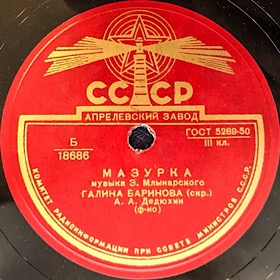 СССР
АПРЕЛЕВСКИЙ ЗАВОД
Б
18686
ГОСТ 5289-50
III кл.
МАЗУРКА
музыка Э. Млынарского
ГАЛИНА БАРИНОВА (скр.)
А. А. Дедюхин
(ф-но)
КОМИТЕТ РАДИОИНФОРМАЦИИ ПРИ СОВЕТЕ МИНИСТРОВ СССР